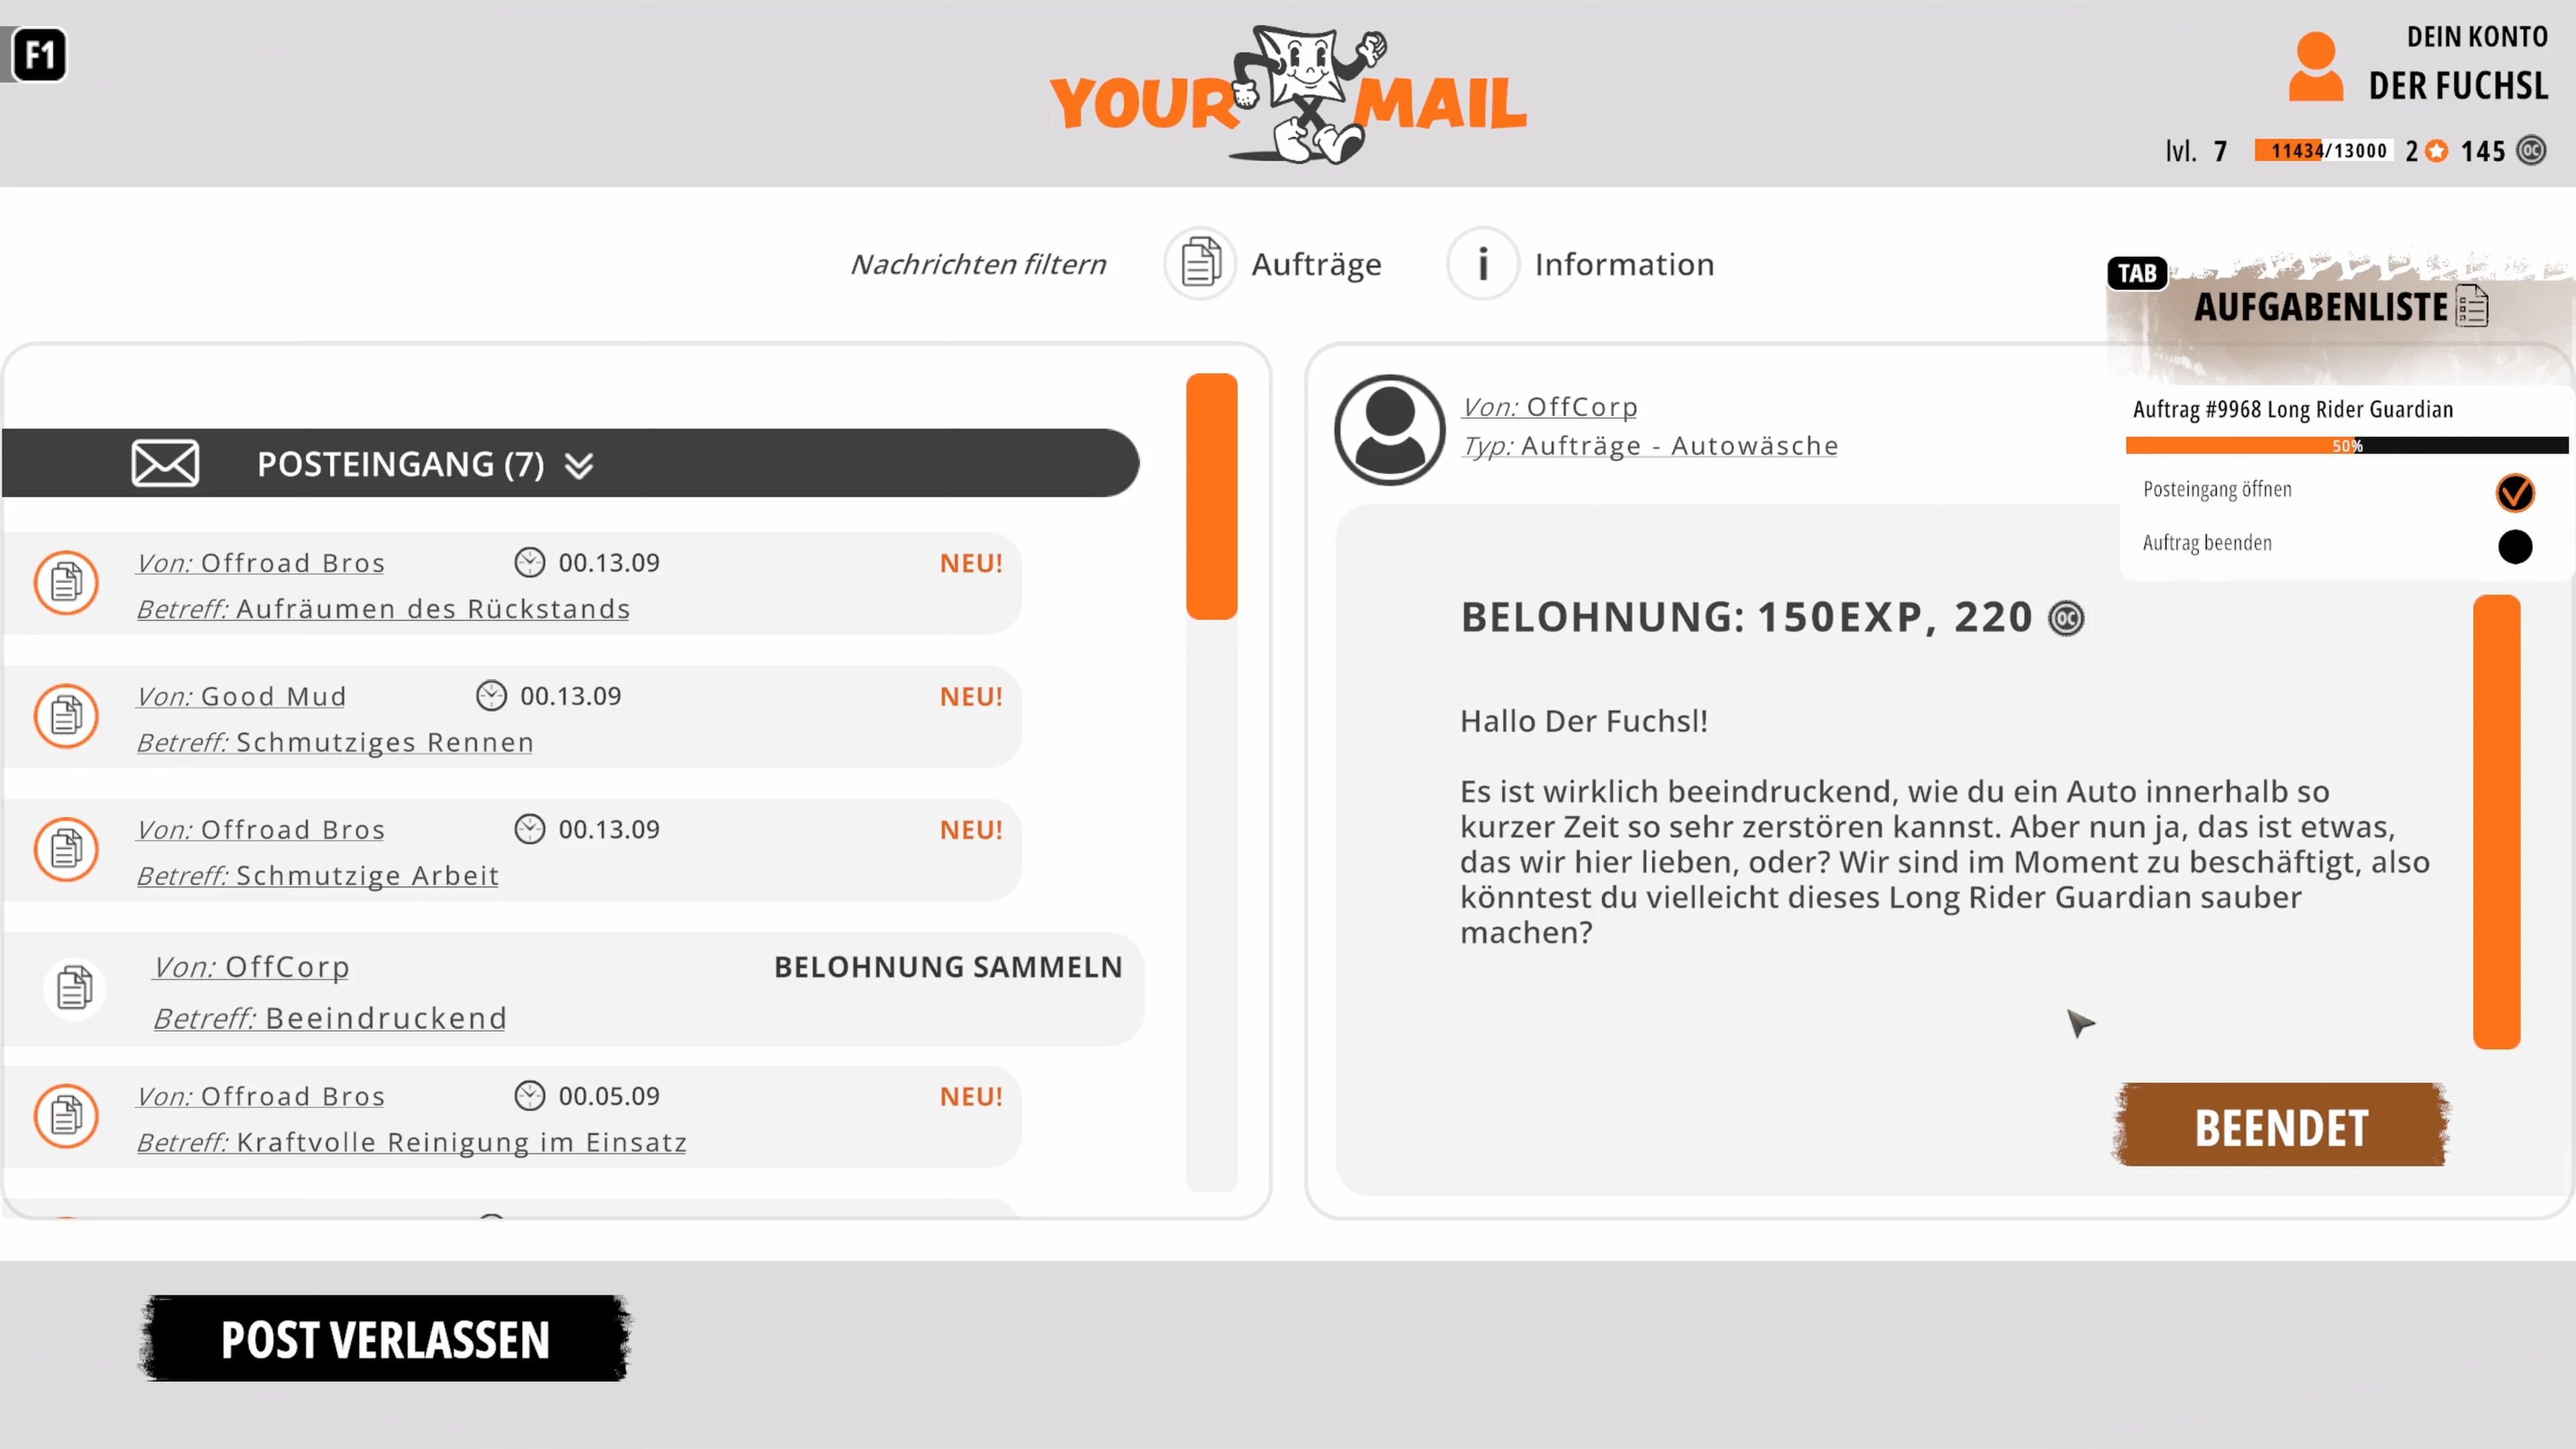 F1
YOUR MAIL
DEIN KONTO
DER FUCHSL
lvl. 7 11434/13000 2 145 OC
Nachrichten filtern Aufträge i Information
TAB
AUFGABENLISTE
Auftrag #9968 Long Rider Guardian
50%
Posteingang öffnen
Auftrag beenden
POSTEINGANG (7)
Von: Offroad Bros 00.13.09 NEU!
Betreff: Aufräumen des Rückstands
Von: Good Mud 00.13.09 NEU!
Betreff: Schmutziges Rennen
Von: Offroad Bros 00.13.09 NEU!
Betreff: Schmutzige Arbeit
Von: OffCorp BELOHNUNG SAMMELN
Betreff: Beeindruckend
Von: Offroad Bros 00.05.09 NEU!
Betreff: Kraftvolle Reinigung im Einsatz
Von: OffCorp
Typ: Aufträge - Autowäsche
BELOHNUNG: 150EXP, 220 OC
Hallo Der Fuchsl!
Es ist wirklich beeindruckend, wie du ein Auto innerhalb so
kurzer Zeit so sehr zerstören kannst. Aber nun ja, das ist etwas,
das wir hier lieben, oder? Wir sind im Moment zu beschäftigt, also
könntest du vielleicht dieses Long Rider Guardian sauber
machen?
BEENDET
POST VERLASSEN